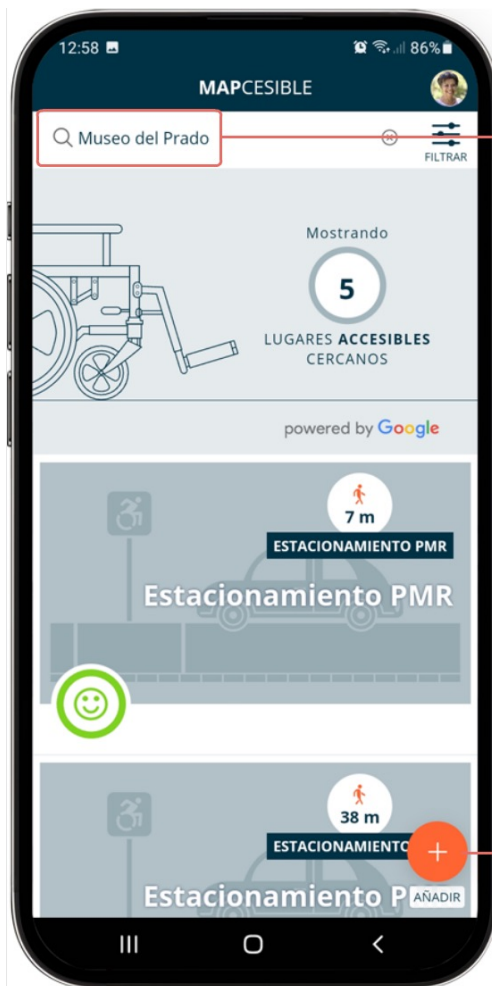 12:58 86%
MAPCESIBLE
Museo del Prado
FILTRAR
Mostrando
5
LUGARES ACCESIBLES
CERCANOS
powered by Google
7 m
ESTACIONAMIENTO PMR
Estacionamiento PMR
38 m
ESTACIONAMIENTO
Estacionamiento P
AÑADIR